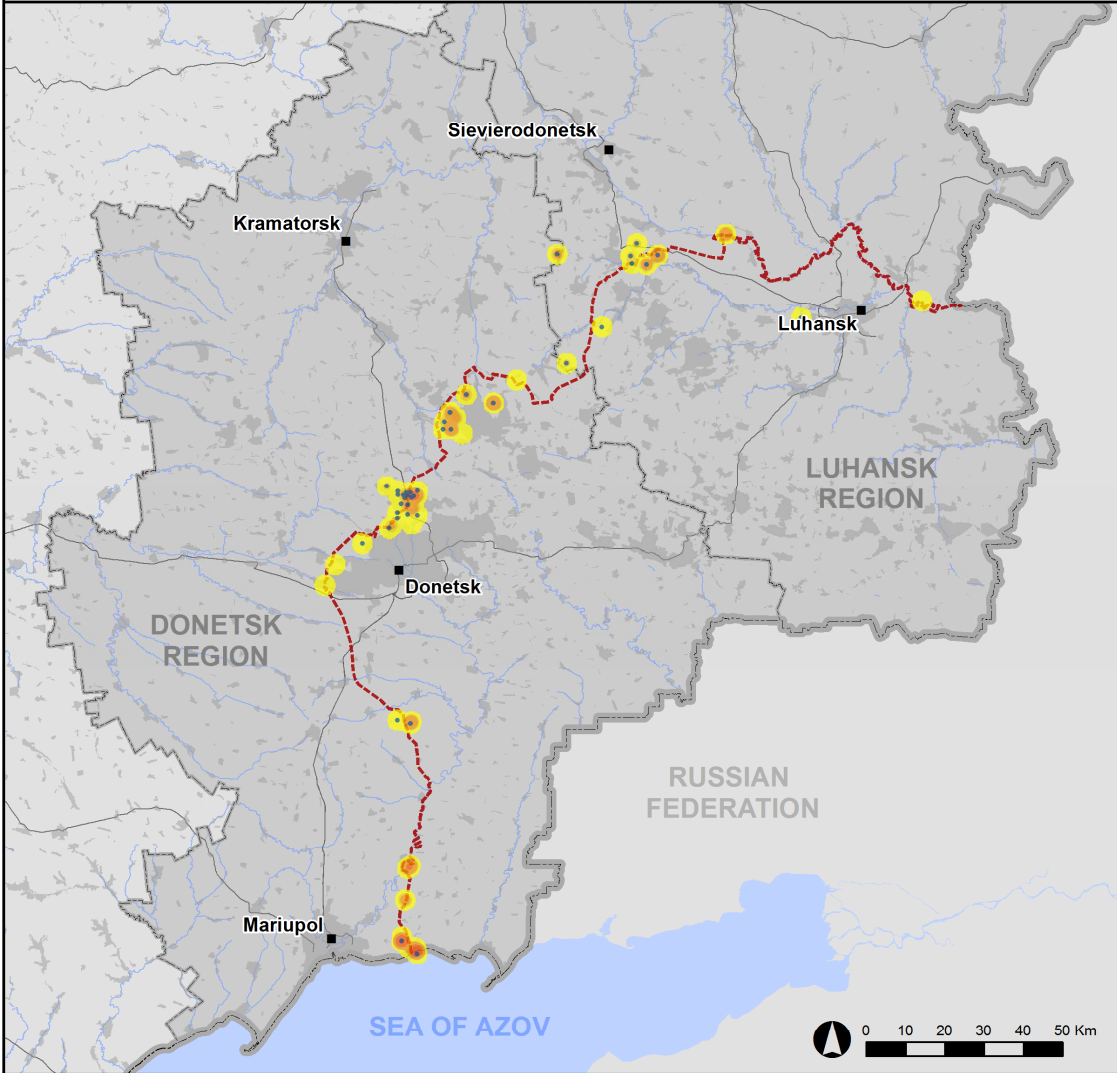 Sievierodonetsk
Kramatorsk
Luhansk
LUHANSK
REGION
Donetsk
DONETSK
REGION
RUSSIAN
FEDERATION
Mariupol
SEA OF AZOV
0 10 20 30 40 50 Km